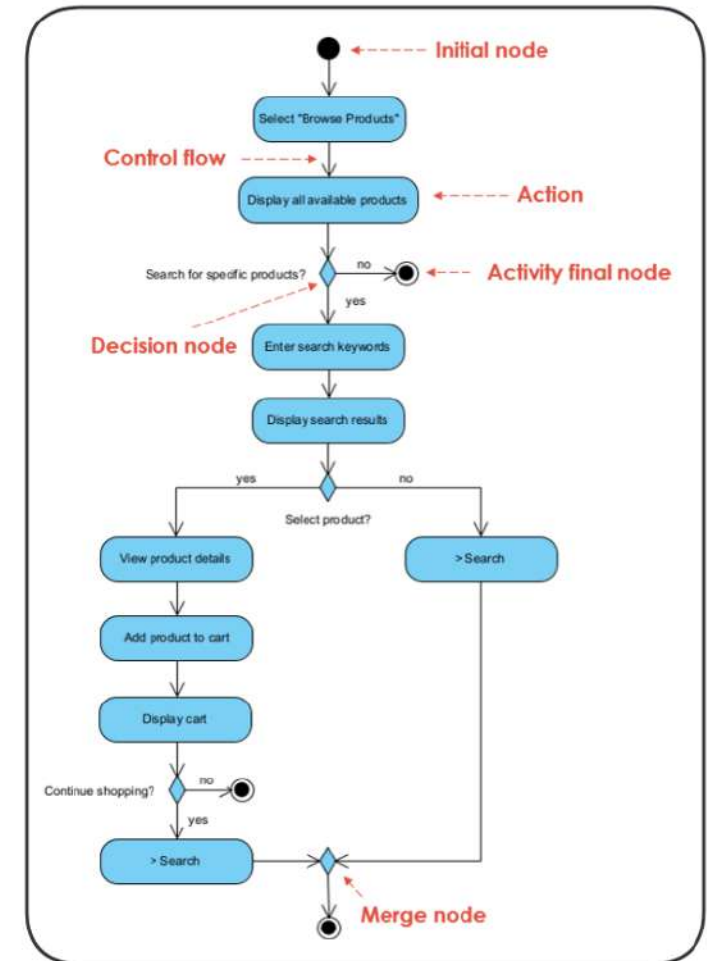 Initial node
Select "Browse Products"
Control flow
Display all available products
Action
Search for specific products?
no
Activity final node
yes
Decision node
Enter search keywords
Display search results
yes
no
Select product?
View product details
> Search
Add product to cart
Display cart
Continue shopping?
no
yes
> Search
Merge node